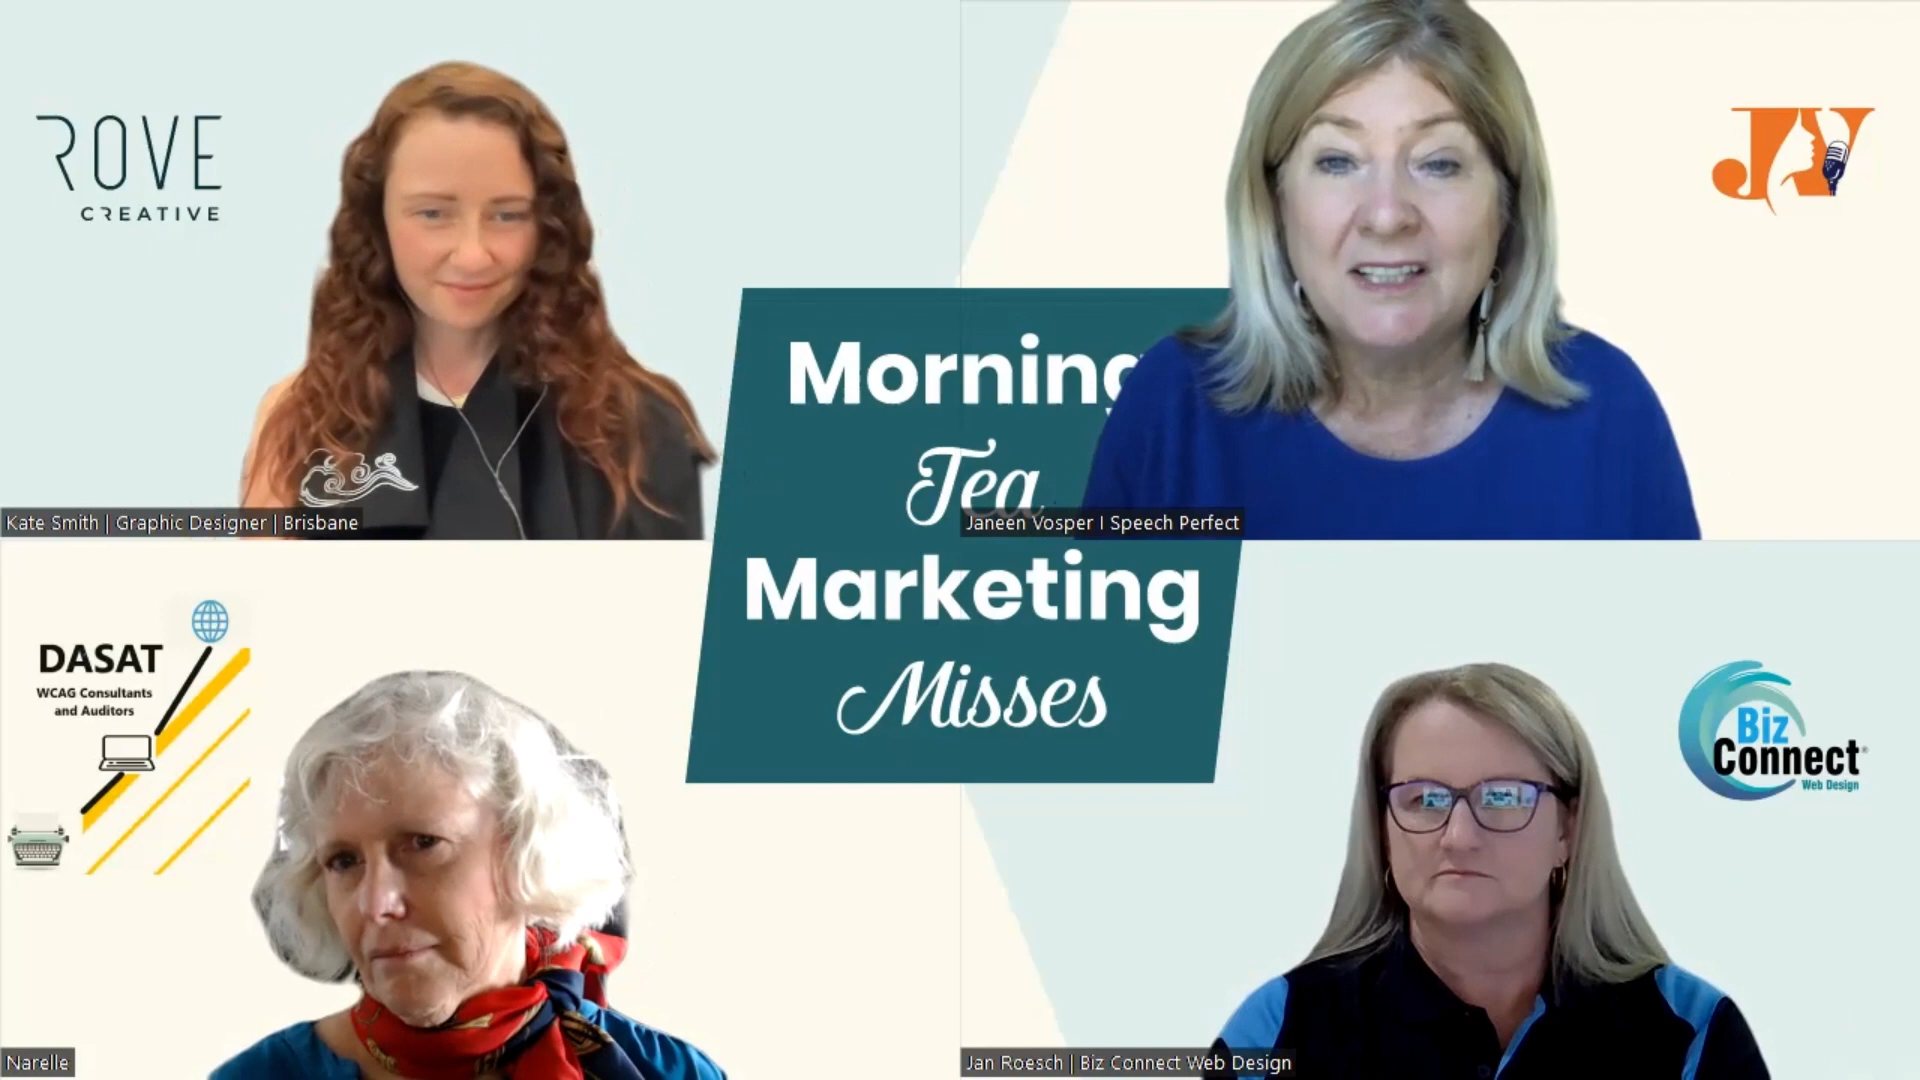 ROVE
CREATIVE
JV
Kate Smith | Graphic Designer | Brisbane
Morning
Tea
Janeen Vosper I Speech Perfect
Marketing
Misses
DASAT
WCAG Consultants
and Auditors
Biz
Connect®
Web Design
Narelle
Jan Roesch | Biz Connect Web Design